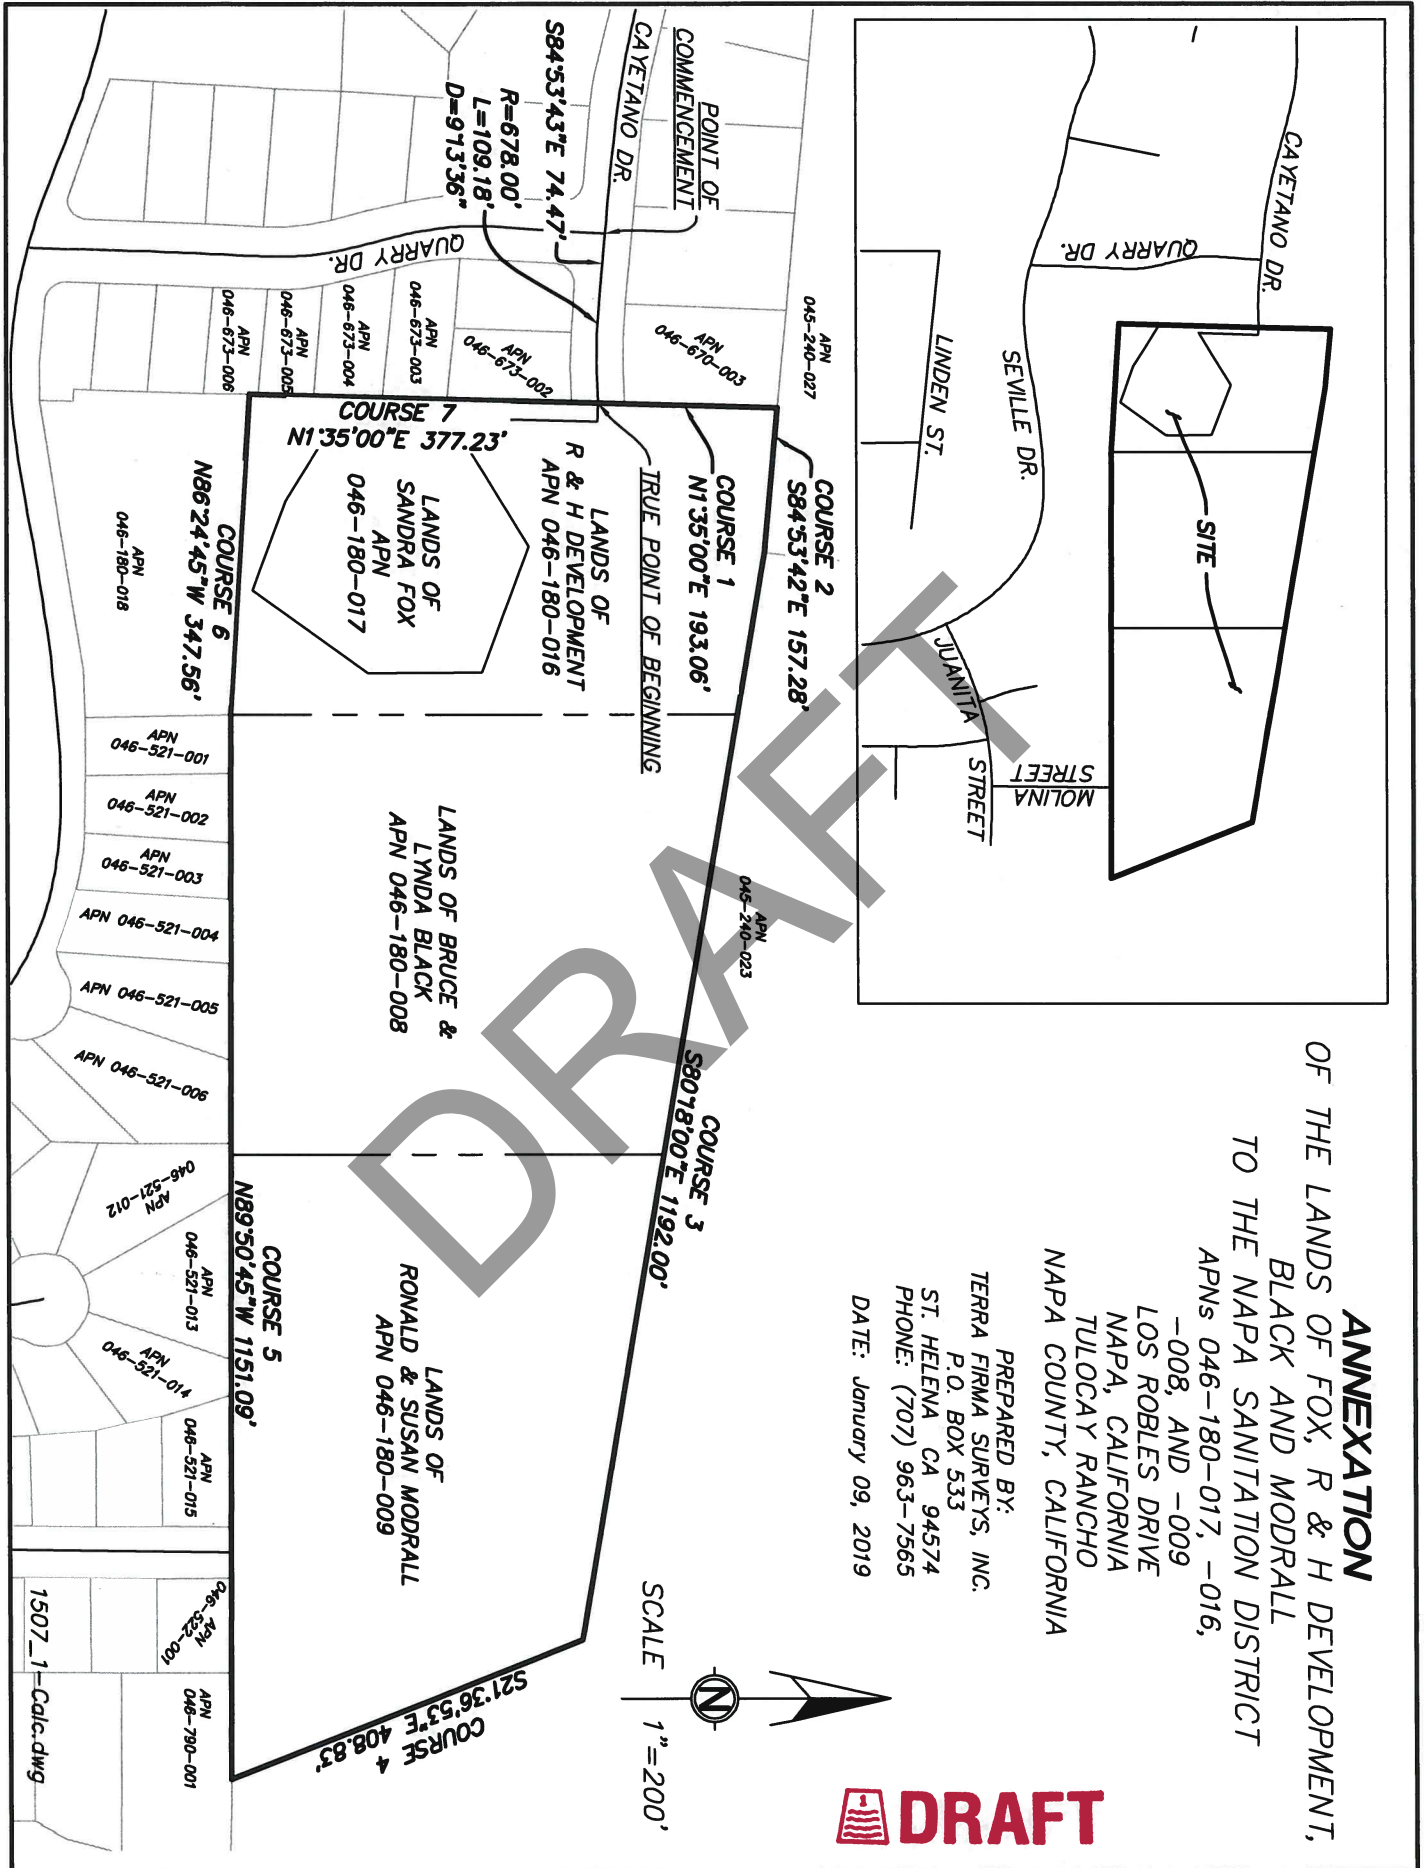 ANNEXATION
OF THE LANDS OF FOX, R & H DEVELOPMENT,
BLACK AND MODRALL
TO THE NAPA SANITATION DISTRICT
APNs 046-180-017, -016,
-008, AND -009
LOS ROBLES DRIVE
NAPA, CALIFORNIA
TULOCAY RANCHO
NAPA COUNTY, CALIFORNIA
PREPARED BY:
TERRA FIRMA SURVEYS, INC.
P.O. BOX 533
ST. HELENA CA 94574
PHONE: (707) 963-7565
DATE: January 09, 2019
SCALE 1"=200'
N
DRAFT
CAYETANO DR.
QUARRY DR.
LINDEN ST.
SEVILLE DR.
SITE
JUANITA
STREET
MOLINA
STREET
POINT OF
COMMENCEMENT
CAYETANO DR.
S84°53'43"E 74.47'
R=678.00'
L=109.18'
D=9°13'36"
QUARRY DR.
APN
045-240-027
APN
046-670-003
APN
046-673-002
APN
046-673-003
APN
046-673-004
APN
046-673-005
APN
046-673-006
COURSE 2
S84°53'42"E 157.28'
COURSE 1
N1°35'00"E 193.06'
TRUE POINT OF BEGINNING
COURSE 7
N1°35'00"E 377.23'
LANDS OF
R & H DEVELOPMENT
APN 046-180-016
LANDS OF
SANDRA FOX
APN
046-180-017
COURSE 6
N86°24'45"W 347.56'
APN
046-180-018
APN
046-521-001
APN
046-521-002
APN
046-521-003
APN 046-521-004
APN 046-521-005
APN 046-521-006
LANDS OF BRUCE &
LYNDA BLACK
APN 046-180-008
APN
045-240-023
COURSE 3
S80°18'00"E 1192.00'
LANDS OF
RONALD & SUSAN MODRALL
APN 046-180-009
COURSE 5
N89°50'45"W 1151.09'
COURSE 4
S21°36'53"E 408.83'
APN
046-521-012
APN
046-521-013
APN
046-521-014
APN
046-521-015
APN
046-522-001
APN
046-790-001
1507_1-Calc.dwg
DRAFT